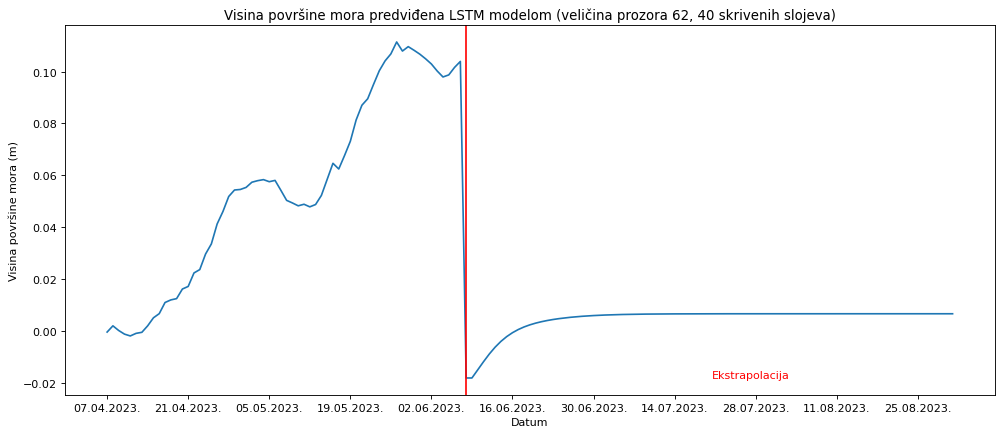 Visina površine mora predviđena LSTM modelom (veličina prozora 62, 40 skrivenih slojeva)
Visina površine mora (m)
0.10
0.08
0.06
0.04
0.02
0.00
−0.02
Ekstrapolacija
07.04.2023. 21.04.2023. 05.05.2023. 19.05.2023. 02.06.2023. 16.06.2023. 30.06.2023. 14.07.2023. 28.07.2023. 11.08.2023. 25.08.2023.
Datum